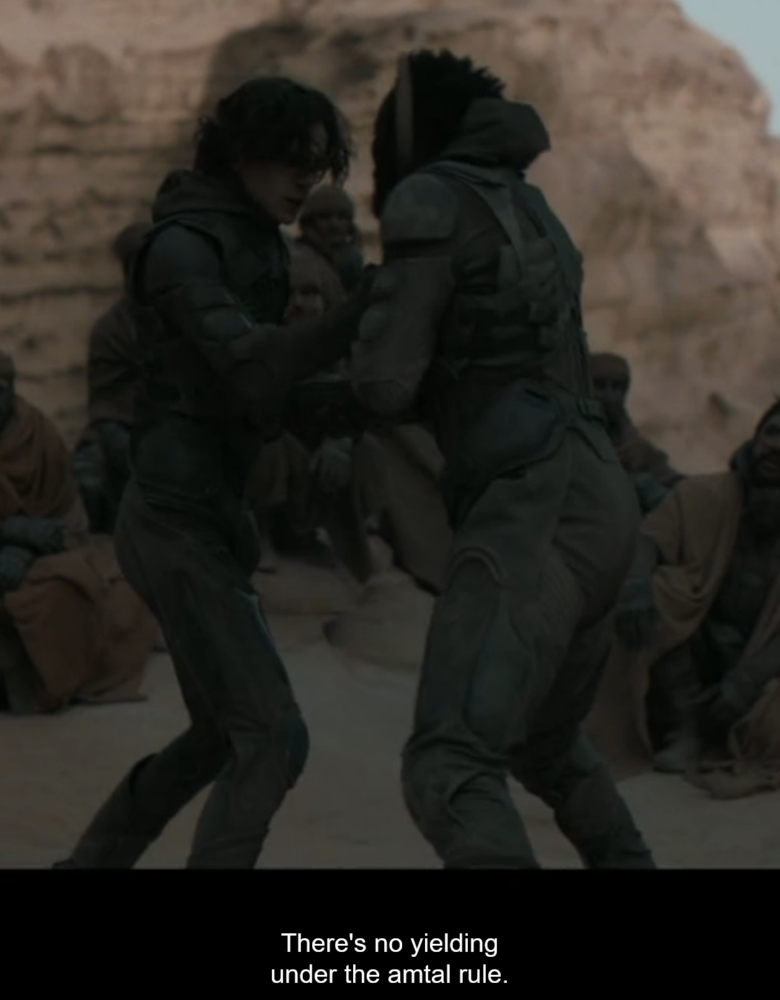 There's no yielding
under the amtal rule.